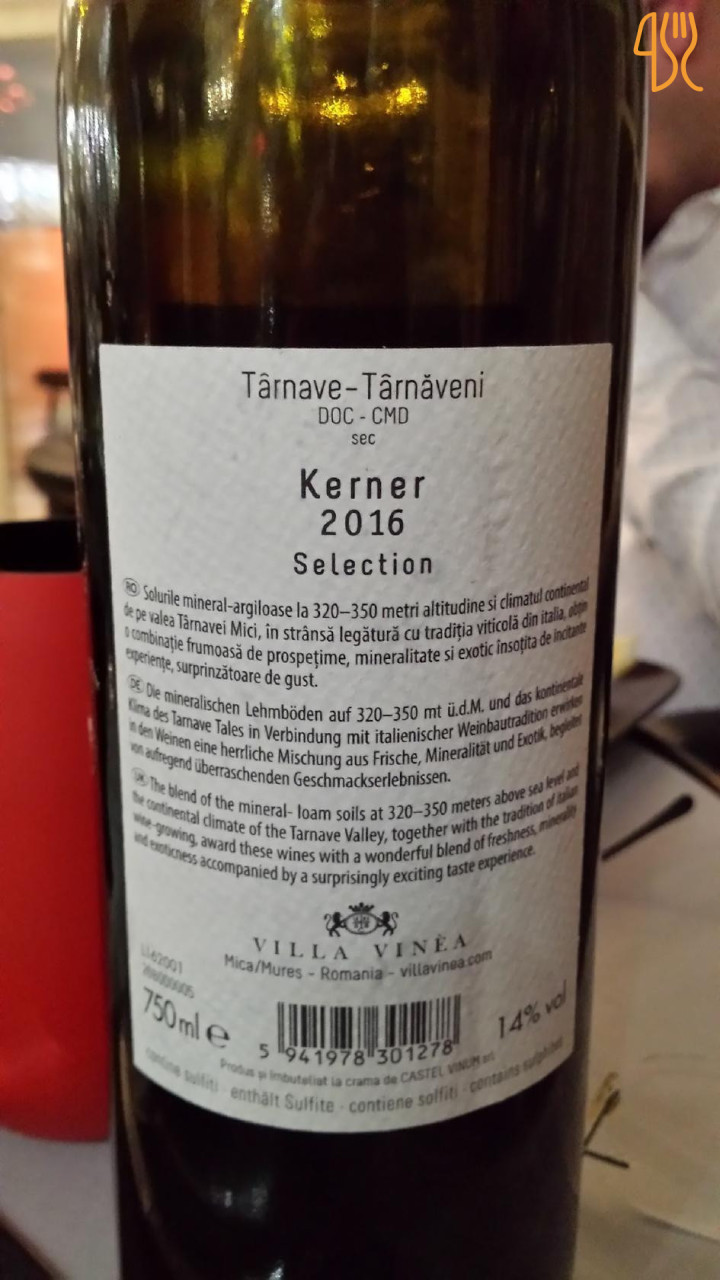 Târnave-Târnăveni
DOC - CMD
sec
Kerner
2016
Selection
RO Solurile mineral-argiloase la 320–350 metri altitudine si climatul continental
de pe valea Târnavei Mici, în strânsă legătură cu tradiția viticolă din italia, obțin
o combinație frumoasă de prospețime, mineralitate si exotic însoțita de incitante
experiențe, surprinzătoare de gust.
DE Die mineralischen Lehmböden auf 320–350 mt ü.d.M. und das kontinentale
Klima des Tarnave Tales in Verbindung mit italienischer Weinbautradition erwirken
in den Weinen eine herrliche Mischung aus Frische, Mineralität und Exotik, begleitet
von aufregend überraschenden Geschmackserlebnissen.
UK The blend of the mineral- loam soils at 320–350 meters above sea level and
the continental climate of the Tarnave Valley, together with the tradition of italian
wine-growing, award these wines with a wonderful blend of freshness, minerality
and exoticness accompanied by a surprisingly exciting taste experience.
VILLA VINÈA
Mica/Mures - Romania - villavinea.com
750ml e
14% vol
5 941978 301278
Produs și îmbuteliat la crama de CASTEL VINUM srl
contine sulfiti · enthält Sulfite · contiene solfiti · contains sulphites